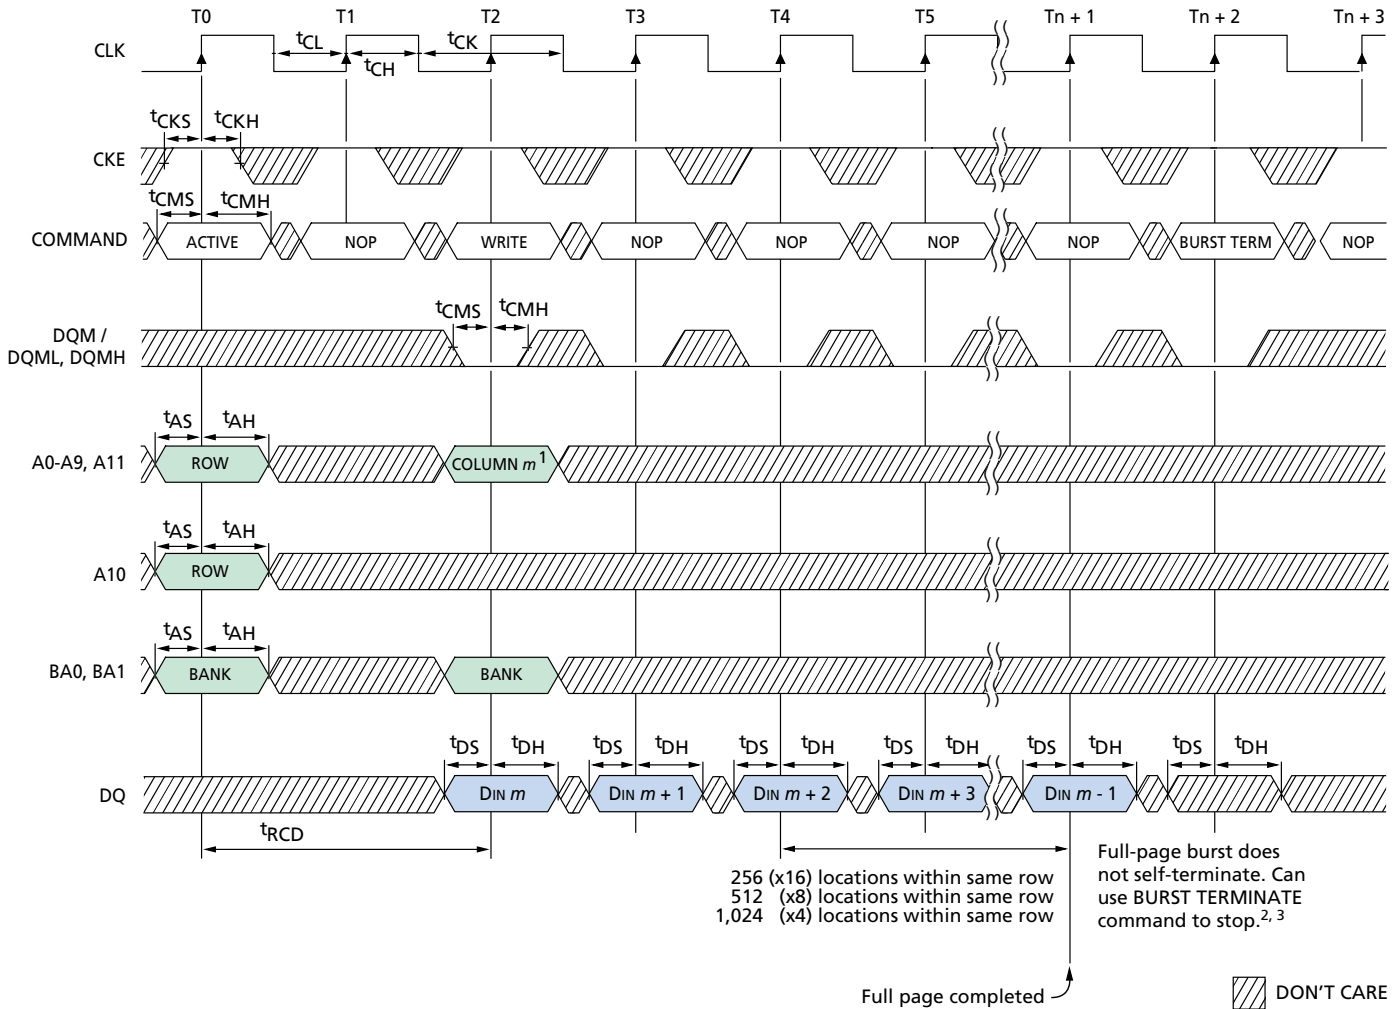 T0 T1 T2 T3 T4 T5 Tn + 1 Tn + 2 Tn + 3
CLK
tCL tCH tCK
tCKS tCKH
CKE
tCMS tCMH
COMMAND ACTIVE NOP WRITE NOP NOP NOP NOP BURST TERM NOP
tCMS tCMH
DQM /
DQML, DQMH
tAS tAH
A0-A9, A11 ROW COLUMN m1
tAS tAH
A10 ROW
tAS tAH
BA0, BA1 BANK BANK
tDS tDH tDS tDH tDS tDH tDS tDH tDS tDH tDS tDH
DQ DIN m DIN m + 1 DIN m + 2 DIN m + 3 DIN m - 1
tRCD
256 (x16) locations within same row
512 (x8) locations within same row
1,024 (x4) locations within same row
Full-page burst does
not self-terminate. Can
use BURST TERMINATE
command to stop.2, 3
Full page completed
DON'T CARE